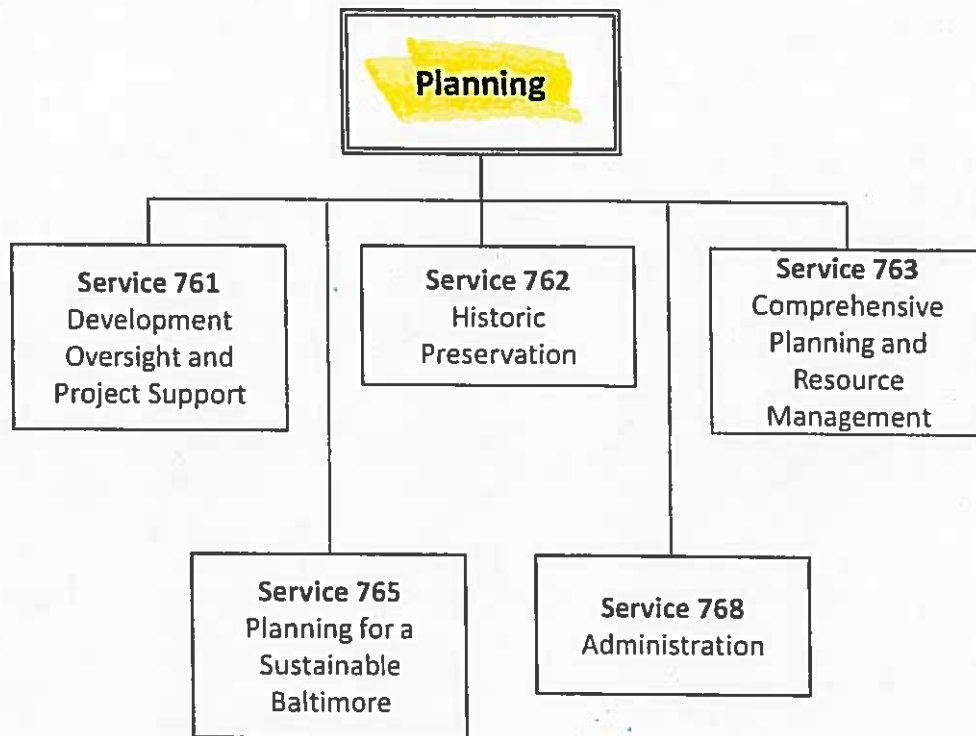 Planning
Service 761
Development
Oversight and
Project Support
Service 762
Historic
Preservation
Service 763
Comprehensive
Planning and
Resource
Management
Service 765
Planning for a
Sustainable
Baltimore
Service 768
Administration